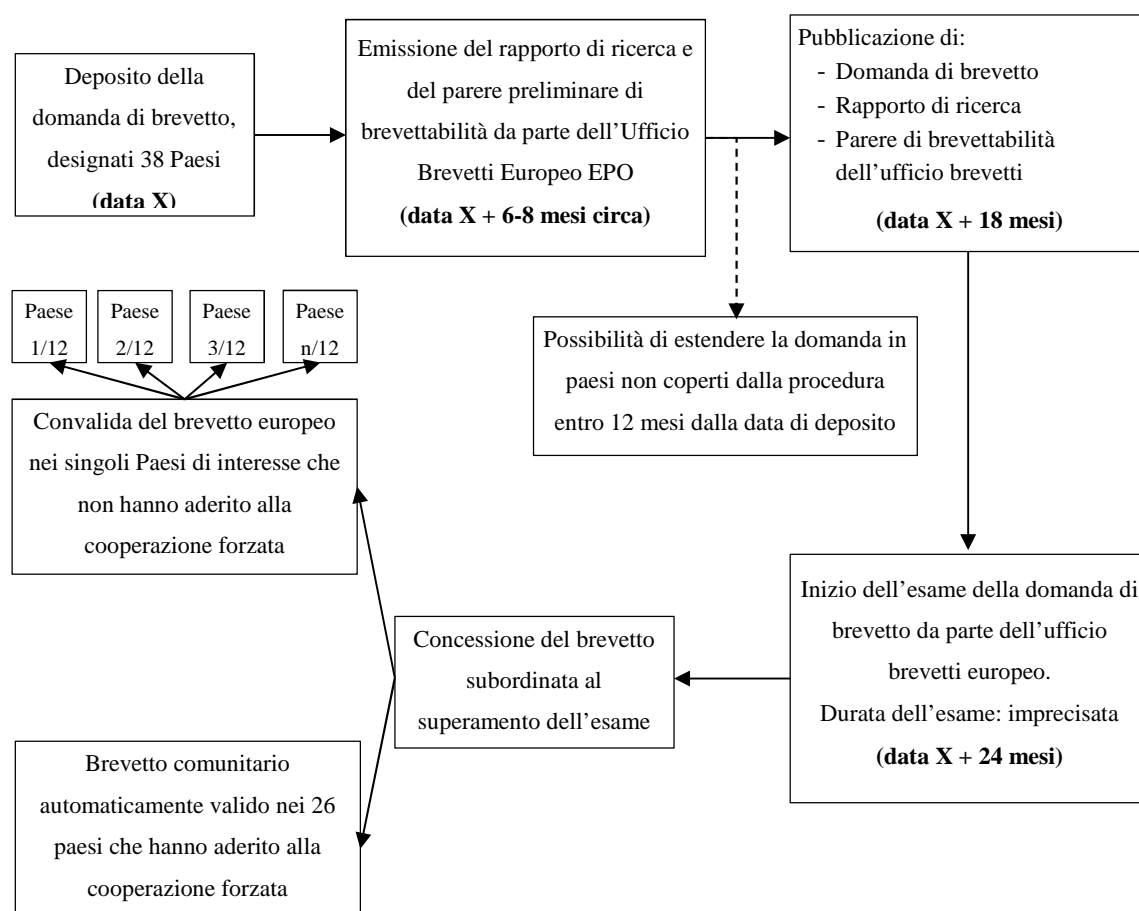 Deposito della
domanda di brevetto,
designati 38 Paesi
(data X)
Emissione del rapporto di ricerca e
del parere preliminare di
brevettabilità da parte dell’Ufficio
Brevetti Europeo EPO
(data X + 6-8 mesi circa)
Pubblicazione di:
- Domanda di brevetto
- Rapporto di ricerca
- Parere di brevettabilità
dell’ufficio brevetti
(data X + 18 mesi)
Possibilità di estendere la domanda in
paesi non coperti dalla procedura
entro 12 mesi dalla data di deposito
Inizio dell’esame della domanda di
brevetto da parte dell’ufficio
brevetti europeo.
Durata dell’esame: imprecisata
(data X + 24 mesi)
Concessione del brevetto
subordinata al
superamento dell’esame
Convalida del brevetto europeo
nei singoli Paesi di interesse che
non hanno aderito alla
cooperazione forzata
Paese
1/12
Paese
2/12
Paese
3/12
Paese
n/12
Brevetto comunitario
automaticamente valido nei 26
paesi che hanno aderito alla
cooperazione forzata